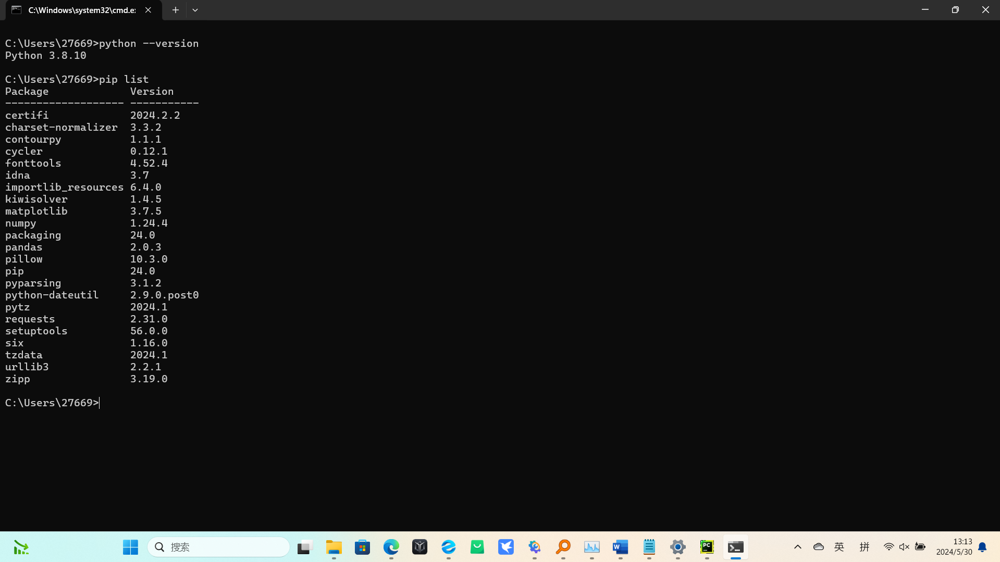 C:\Windows\system32\cmd.e:
C:\Users\27669>python --version
Python 3.8.10
C:\Users\27669>pip list
Package             Version
------------------- -----------
certifi             2024.2.2
charset-normalizer  3.3.2
contourpy           1.1.1
cycler              0.12.1
fonttools           4.52.4
idna                3.7
importlib_resources 6.4.0
kiwisolver          1.4.5
matplotlib          3.7.5
numpy               1.24.4
packaging           24.0
pandas              2.0.3
pillow              10.3.0
pip                 24.0
pyparsing           3.1.2
python-dateutil     2.9.0.post0
pytz                2024.1
requests            2.31.0
setuptools          56.0.0
six                 1.16.0
tzdata              2024.1
urllib3             2.2.1
zipp                3.19.0
C:\Users\27669>
搜索
W
PC
英 拼
13:13
2024/5/30